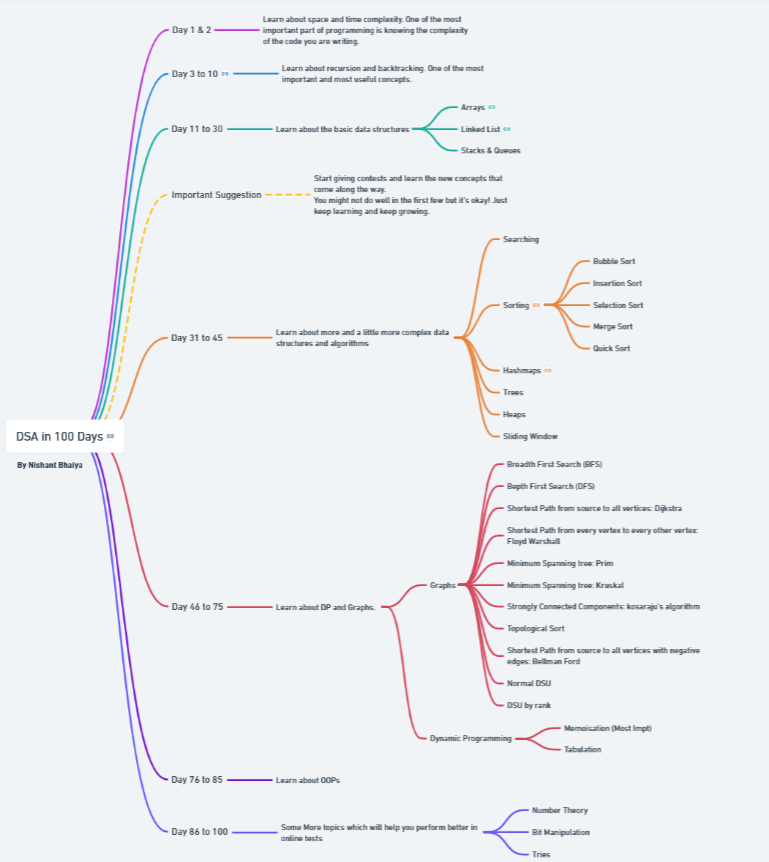 Day 1 & 2
Learn about space and time complexity. One of the most
important part of programming is knowing the complexity
of the code you are writing.
Day 3 to 10
Learn about recursion and backtracking. One of the most
important and most useful concepts.
Day 11 to 30
Learn about the basic data structures
Arrays
Linked List
Stacks & Queues
Important Suggestion
Start giving contests and learn the new concepts that
come along the way.
You might not do well in the first few but it's okay! Just
keep learning and keep growing.
Day 31 to 45
Learn about more and a little more complex data
structures and algorithms
Searching
Sorting
Bubble Sort
Insertion Sort
Selection Sort
Merge Sort
Quick Sort
Hashmaps
Trees
Heaps
Sliding Window
DSA in 100 Days
By Nishant Bhaiya
Day 46 to 75
Learn about DP and Graphs.
Graphs
Breadth First Search (BFS)
Bepth First Search (DFS)
Shortest Path from source to all vertices: Dijkstra
Shortest Path from every vertex to every other vertex:
Floyd Warshall
Minimum Spanning tree: Prim
Minimum Spanning tree: Kruskal
Strongly Connected Components: kosaraju's algorithm
Topological Sort
Shortest Path from source to all vertices with negative
edges: Bellman Ford
Normal DSU
DSU by rank
Dynamic Programming
Memoisation (Most Impt)
Tabulation
Day 76 to 85
Learn about OOPs
Day 86 to 100
Some More topics which will help you perform better in
online tests
Number Theory
Bit Manipulation
Tries